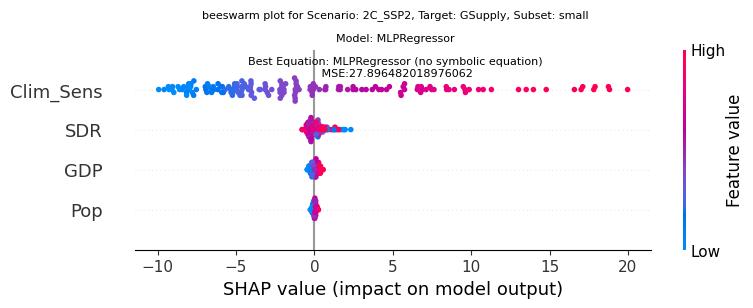 beeswarm plot for Scenario: 2C_SSP2, Target: GSupply, Subset: small
Model: MLPRegressor
Best Equation: MLPRegressor (no symbolic equation)
MSE:27.896482018976062
High
Clim_Sens
SDR
GDP
Pop
Feature value
Low
−10
−5
0
5
10
15
20
SHAP value (impact on model output)